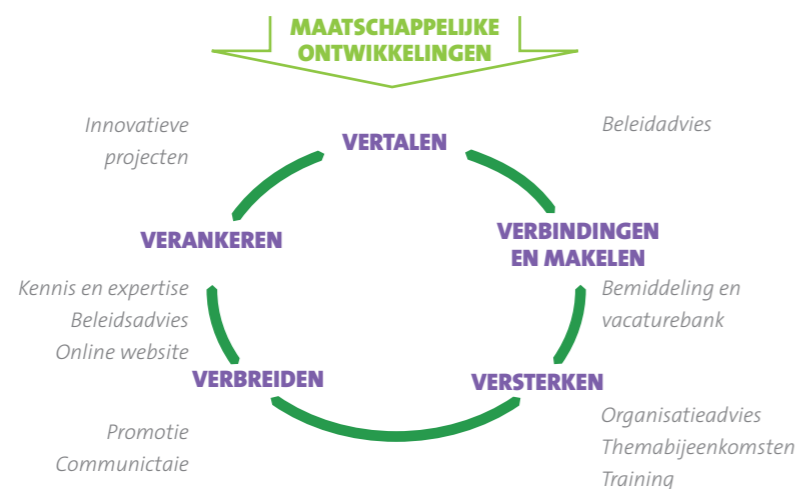 MAATSCHAPPELIJKE
ONTWIKKELINGEN
Innovatieve
projecten
VERTALEN
Beleidadvies
VERANKEREN
VERBINDINGEN
EN MAKELEN
Kennis en expertise
Beleidsadvies
Online website
Bemiddeling en
vacaturebank
VERBREIDEN
VERSTERKEN
Promotie
Communictaie
Organisatieadvies
Themabijeenkomsten
Training